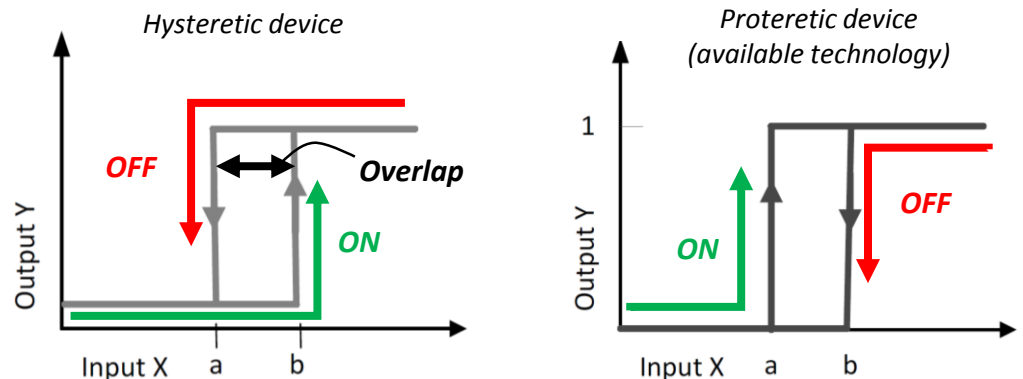 Hysteretic device
OFF
Overlap
ON
Output Y
Input X
a
b
Proteretic device
(available technology)
1
OFF
ON
Output Y
Input X
a
b